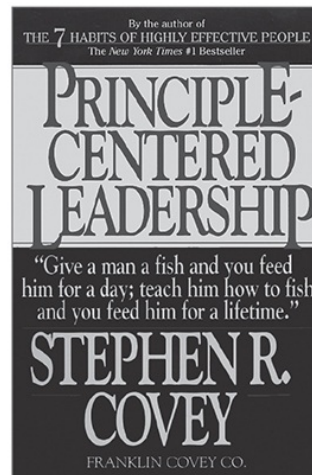 By the author of
THE 7 HABITS OF HIGHLY EFFECTIVE PEOPLE
The New York Times #1 Bestseller
PRINCIPLE-
CENTERED
LEADERSHIP
“Give a man a fish and you feed
him for a day; teach him how to fish
and you feed him for a lifetime.”
STEPHEN R.
COVEY
FRANKLIN COVEY CO.